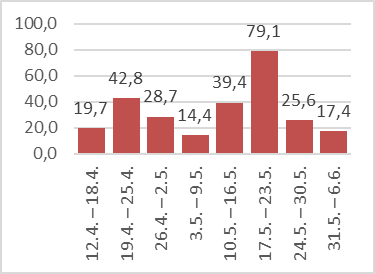 100,0
80,0
60,0
40,0
20,0
0,0
19,7
42,8
28,7
14,4
39,4
79,1
25,6
17,4
12.4. – 18.4.
19.4. – 25.4.
26.4. – 2.5.
3.5. – 9.5.
10.5. – 16.5.
17.5. – 23.5.
24.5. – 30.5.
31.5. – 6.6.